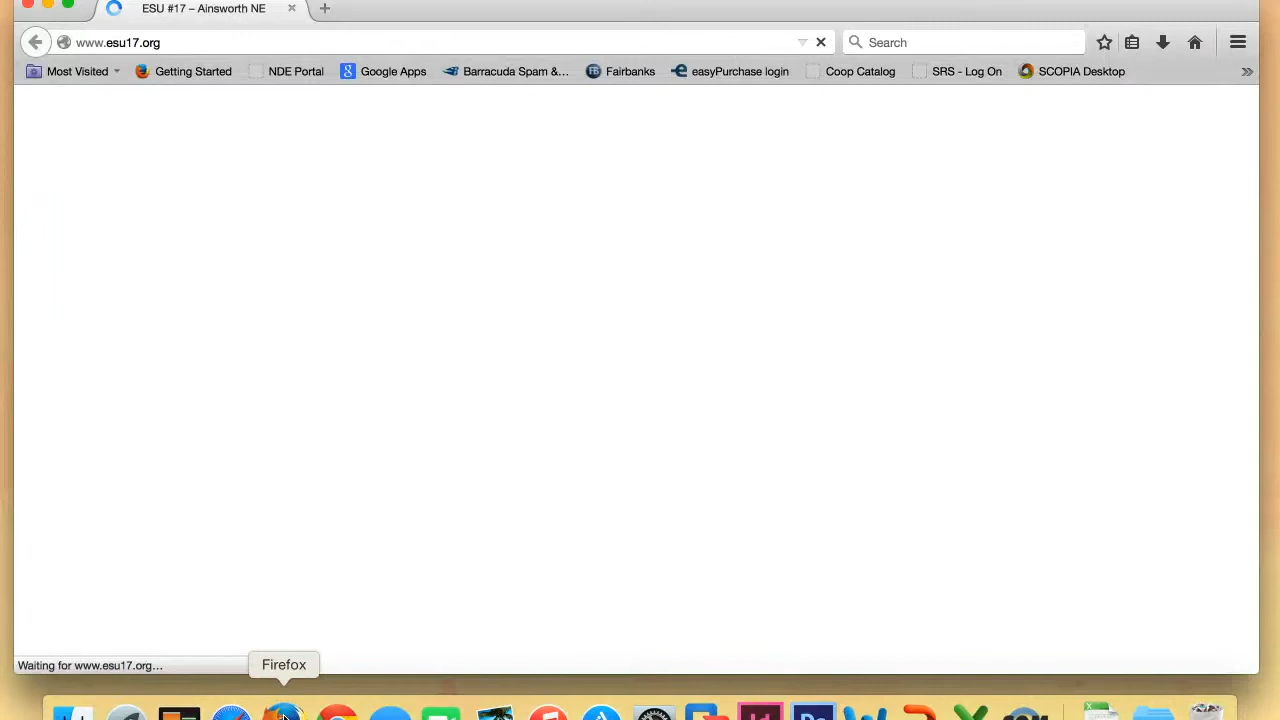 ESU #17 – Ainsworth NE
www.esu17.org
Search
Most Visited Getting Started NDE Portal Google Apps Barracuda Spam &... Fairbanks easyPurchase login Coop Catalog SRS - Log On SCOPIA Desktop
Waiting for www.esu17.org…
Firefox